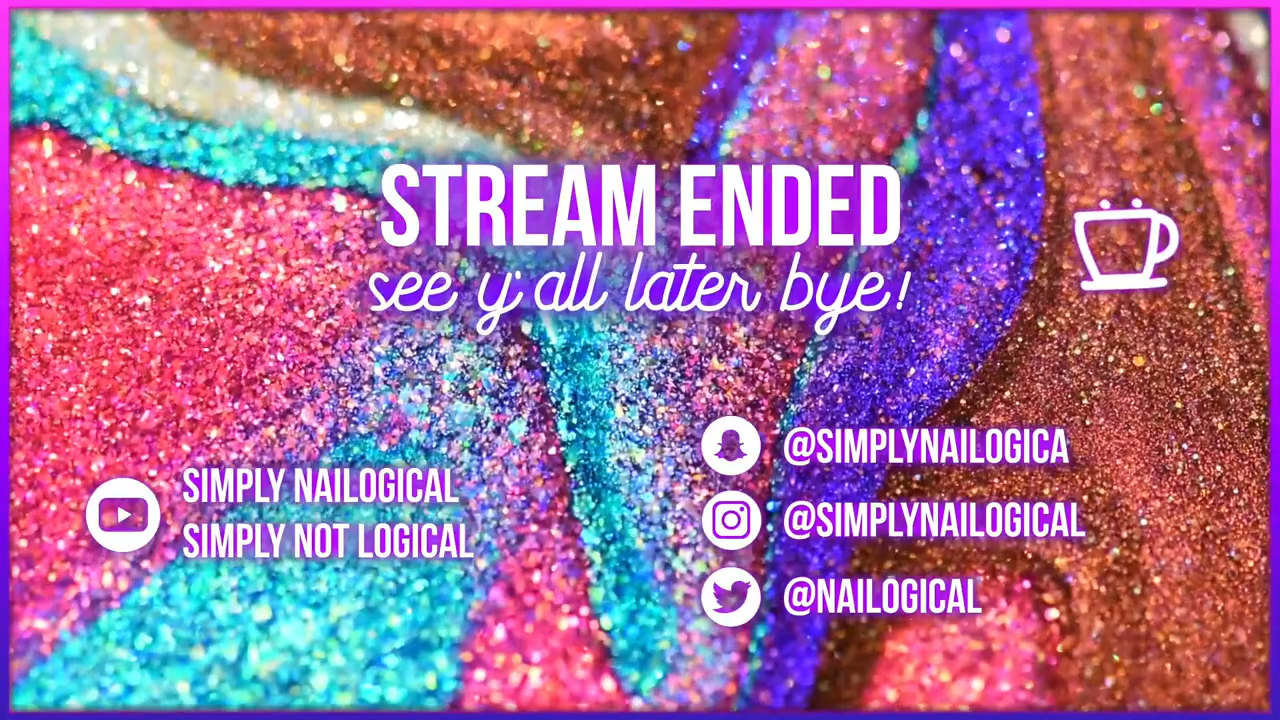 STREAM ENDED
see y'all later bye!
SIMPLY NAILOGICAL
SIMPLY NOT LOGICAL
@SIMPLYNAILOGICA
@SIMPLYNAILOGICAL
@NAILOGICAL